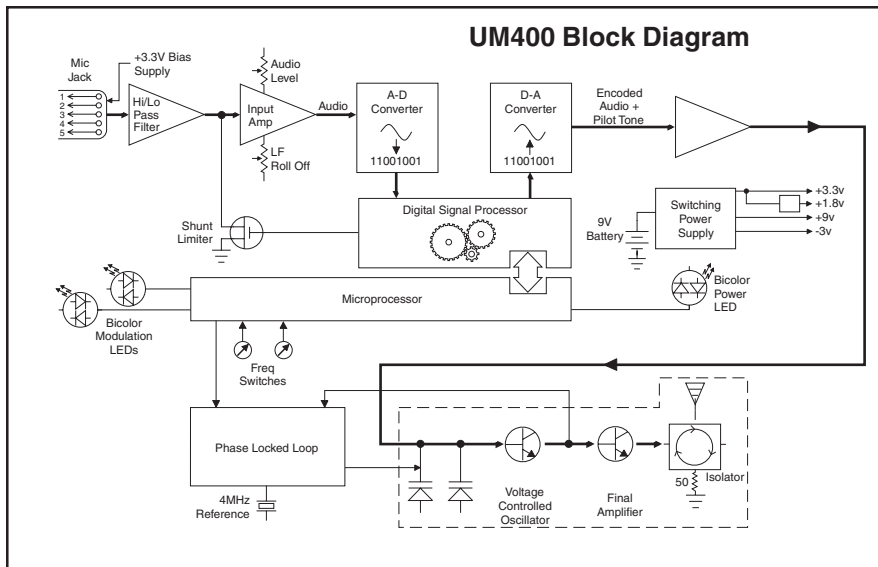 UM400 Block Diagram
Mic
Jack
+3.3V Bias
Supply
1
2
3
4
5
Hi/Lo
Pass
Filter
Audio
Level
Input
Amp
LF
Roll Off
Audio
A-D
Converter
11001001
D-A
Converter
11001001
Encoded
Audio +
Pilot Tone
Shunt
Limiter
Digital Signal Processor
9V
Battery
Switching
Power
Supply
+3.3v
+1.8v
+9v
-3v
Bicolor
Modulation
LEDs
Microprocessor
Bicolor
Power
LED
Freq
Switches
Phase Locked Loop
4MHz
Reference
Voltage
Controlled
Oscillator
Final
Amplifier
50
Isolator